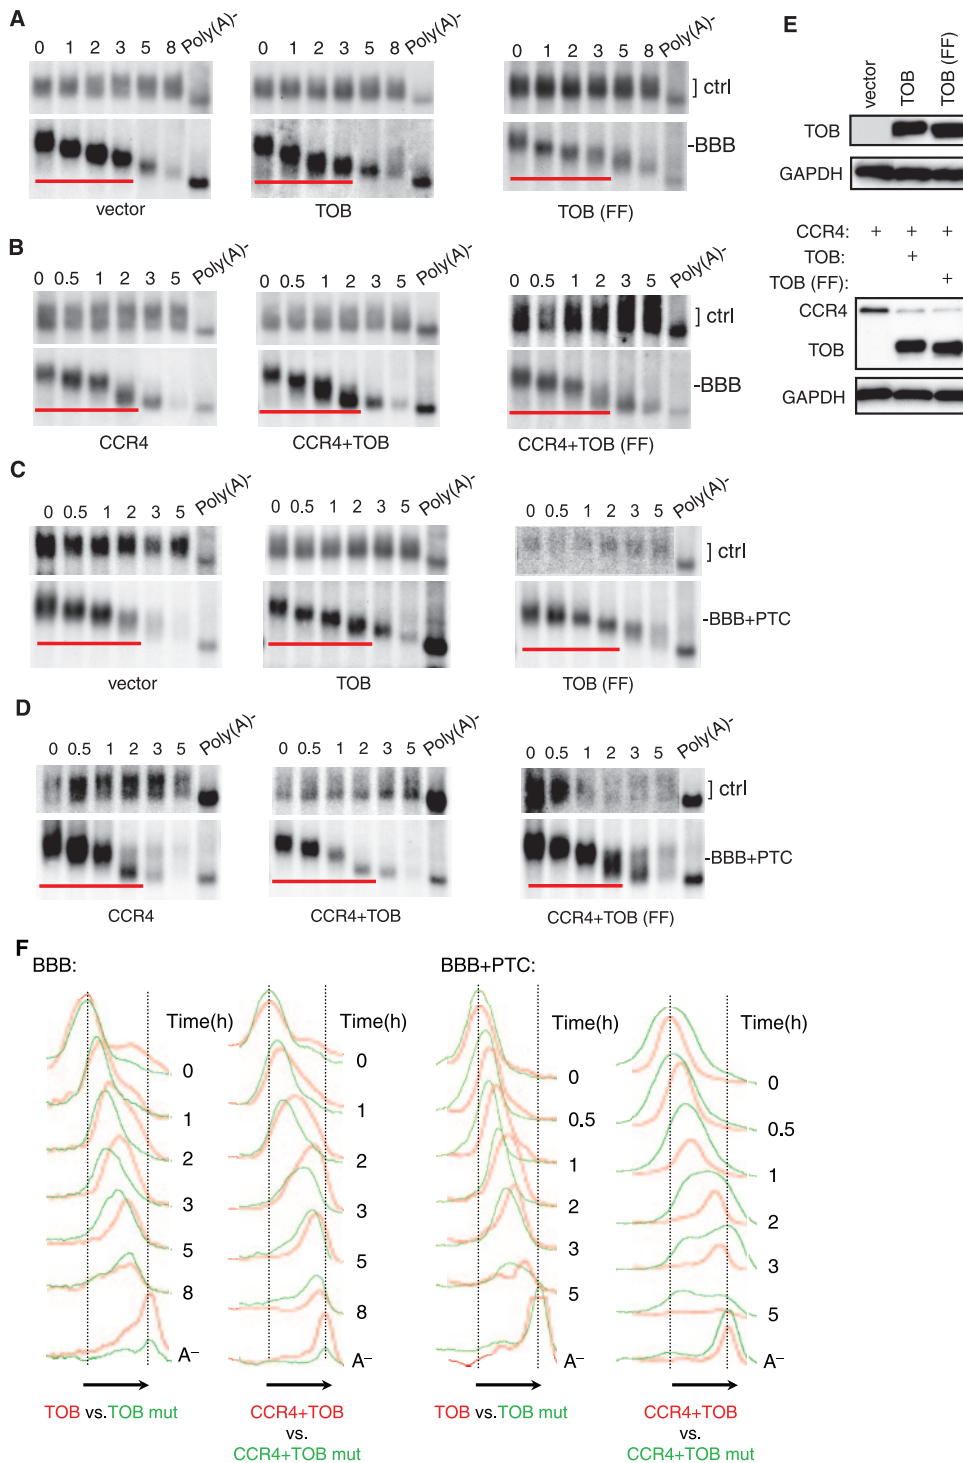 A
0 1 2 3 5 8 Poly(A)-
0 1 2 3 5 8 Poly(A)-
0 1 2 3 5 8 Poly(A)-
] ctrl
-BBB
vector
TOB
TOB (FF)
B
0 0.5 1 2 3 5 Poly(A)-
0 0.5 1 2 3 5 Poly(A)-
0 0.5 1 2 3 5 Poly(A)-
] ctrl
-BBB
CCR4
CCR4+TOB
CCR4+TOB (FF)
C
0 0.5 1 2 3 5 Poly(A)-
0 0.5 1 2 3 5 Poly(A)-
0 0.5 1 2 3 5 Poly(A)-
] ctrl
-BBB+PTC
vector
TOB
TOB (FF)
D
0 0.5 1 2 3 5 Poly(A)-
0 0.5 1 2 3 5 Poly(A)-
0 0.5 1 2 3 5 Poly(A)-
] ctrl
-BBB+PTC
CCR4
CCR4+TOB
CCR4+TOB (FF)
E
vector
TOB
TOB (FF)
TOB
GAPDH
CCR4: + + +
TOB: +
TOB (FF): +
CCR4
TOB
GAPDH
F
BBB:
Time(h)
0
1
2
3
5
8
A–
TOB vs.TOB mut
Time(h)
0
1
2
3
5
8
A–
CCR4+TOB
vs.
CCR4+TOB mut
BBB+PTC:
Time(h)
0
0.5
1
2
3
5
A–
TOB vs.TOB mut
Time(h)
0
0.5
1
2
3
5
A–
CCR4+TOB
vs.
CCR4+TOB mut